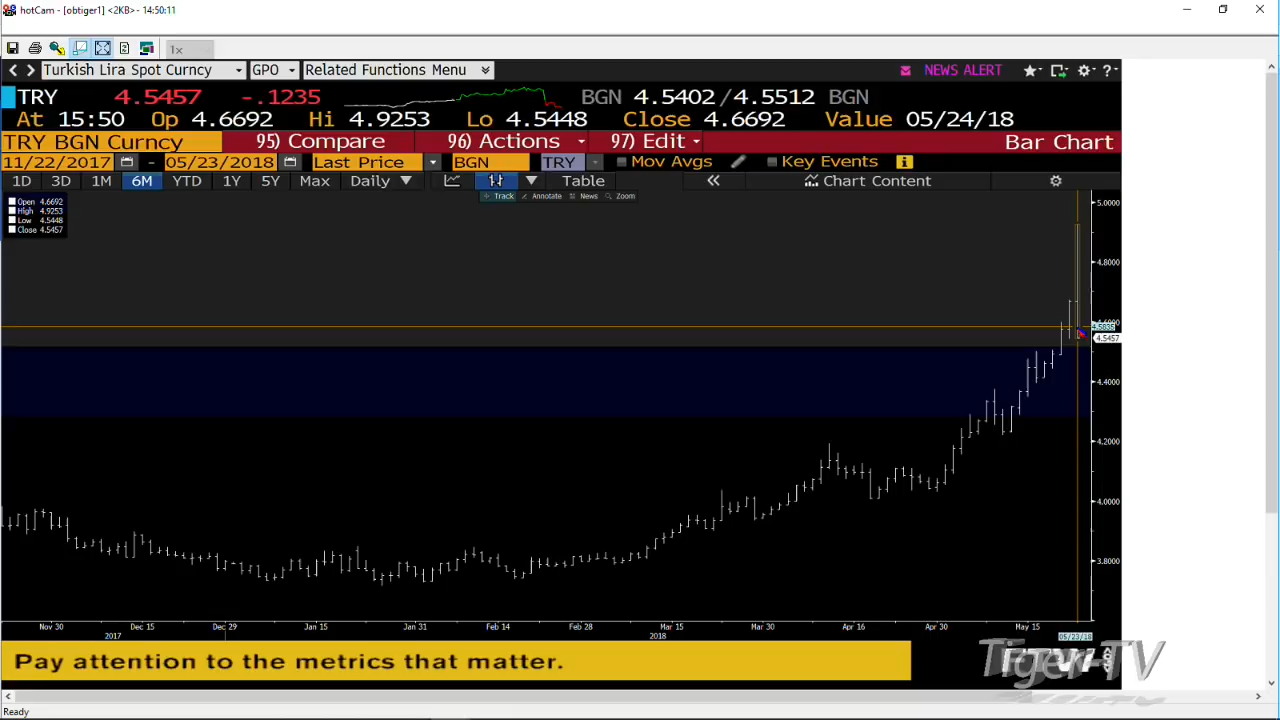 hotCam - [obtiger1] <2KB> - 14:50:11
1x
Turkish Lira Spot Curncy GPO Related Functions Menu NEWS ALERT
TRY 4.5457 -.1235 BGN 4.5402 /4.5512 BGN
At 15:50 Op 4.6692 Hi 4.9253 Lo 4.5448 Close 4.6692 Value 05/24/18
TRY BGN Curncy 95) Compare 96) Actions 97) Edit Bar Chart
11/22/2017 - 05/23/2018 Last Price BGN TRY Mov Avgs Key Events
1D 3D 1M 6M YTD 1Y 5Y Max Daily Table « Chart Content
Track Annotate News Zoom
Open 4.6692
High 4.9253
Low 4.5448
Close 4.5457
5.0000
4.8000
4.5457
4.4000
4.2000
4.0000
3.8000
Nov 30 Dec 15 Dec 29 Jan 15 Jan 31 Feb 14 Feb 28 Mar 15 Mar 30 Apr 16 Apr 30 May 15
2017 2018 05/23/18
Pay attention to the metrics that matter.
Tiger-TV
Ready